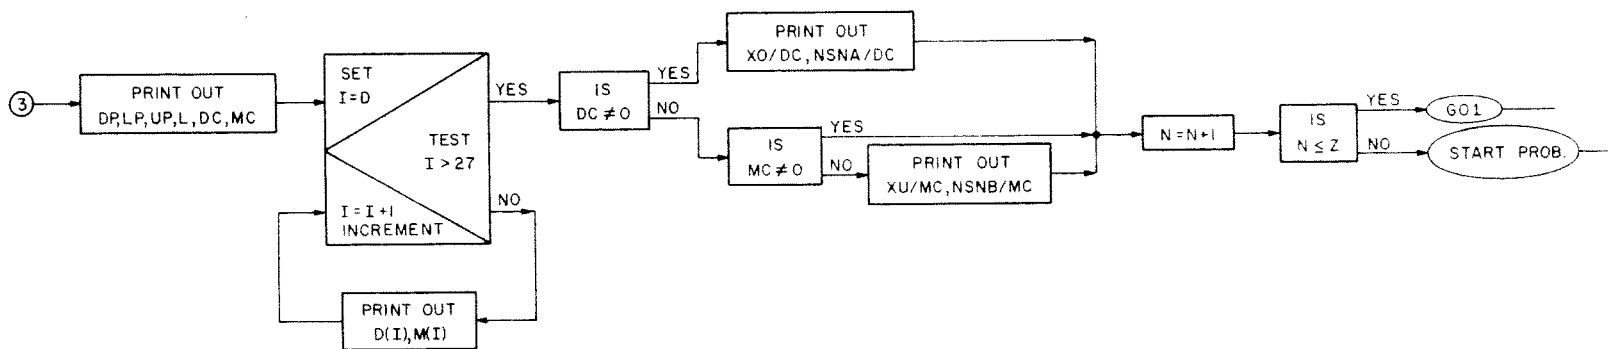 3
PRINT OUT
DP,LP,UP,L,DC,MC
SET
I=D
TEST
I>27
I=I+1
INCREMENT
YES
NO
PRINT OUT
D(I),M(I)
IS
DC≠0
YES
NO
PRINT OUT
XO/DC,NSNA/DC
IS
MC≠0
YES
NO
PRINT OUT
XU/MC,NSNB/MC
N=N+1
IS
N≤Z
YES
NO
GO1
START PROB.